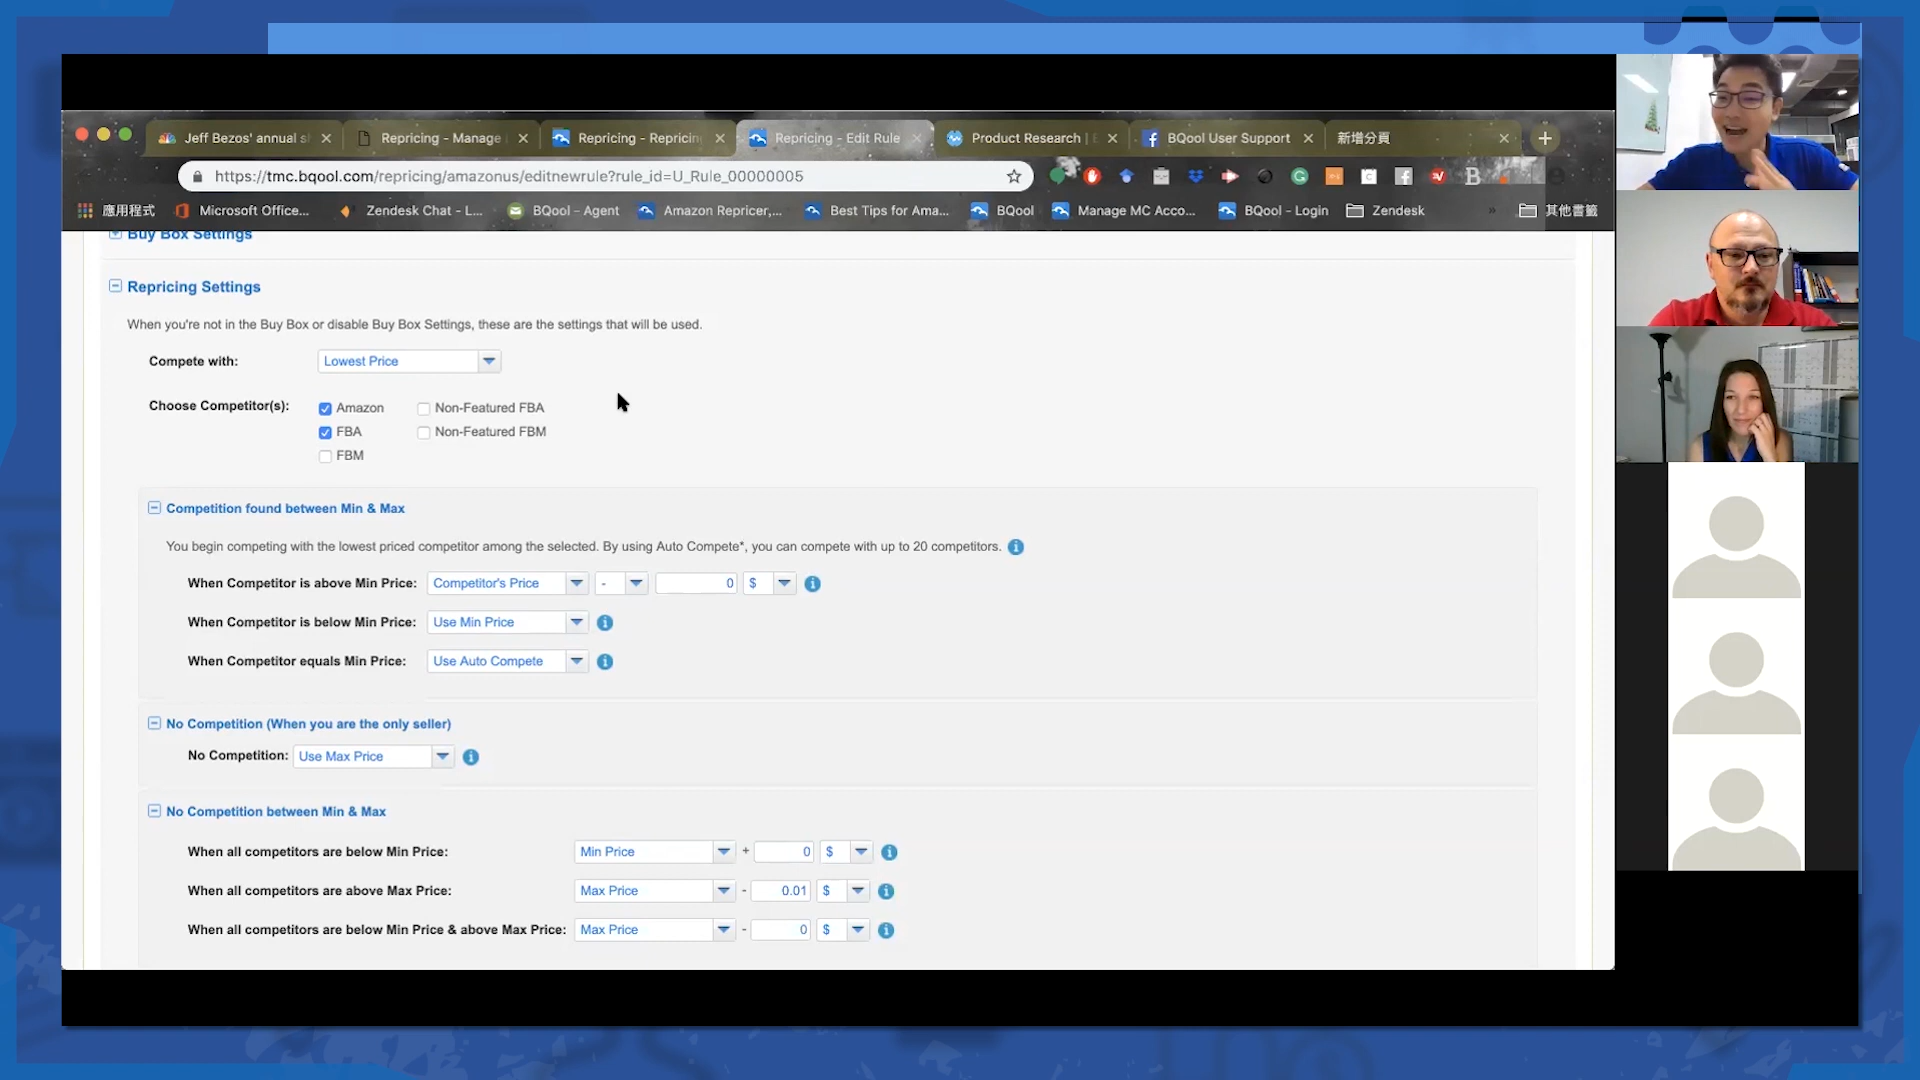 Jeff Bezos' annual s
Repricing - Manage
Repricing - Repricin
Repricing - Edit Rule
Product Research |
BQool User Support
新增分頁
https://tmc.bqool.com/repricing/amazonus/editnewrule?rule_id=U_Rule_00000005
應用程式
Microsoft Office...
Zendesk Chat - L...
BQool - Agent
Amazon Repricer,...
Best Tips for Ama...
BQool
Manage MC Acco...
BQool - Login
Zendesk
»
其他書籤
Buy Box Settings
Repricing Settings
When you're not in the Buy Box or disable Buy Box Settings, these are the settings that will be used.
Compete with: Lowest Price
Choose Competitor(s): Amazon Non-Featured FBA
FBA Non-Featured FBM
FBM
Competition found between Min & Max
You begin competing with the lowest priced competitor among the selected. By using Auto Compete*, you can compete with up to 20 competitors.
When Competitor is above Min Price: Competitor's Price - 0 $
When Competitor is below Min Price: Use Min Price
When Competitor equals Min Price: Use Auto Compete
No Competition (When you are the only seller)
No Competition: Use Max Price
No Competition between Min & Max
When all competitors are below Min Price: Min Price + 0 $
When all competitors are above Max Price: Max Price - 0.01 $
When all competitors are below Min Price & above Max Price: Max Price - 0 $